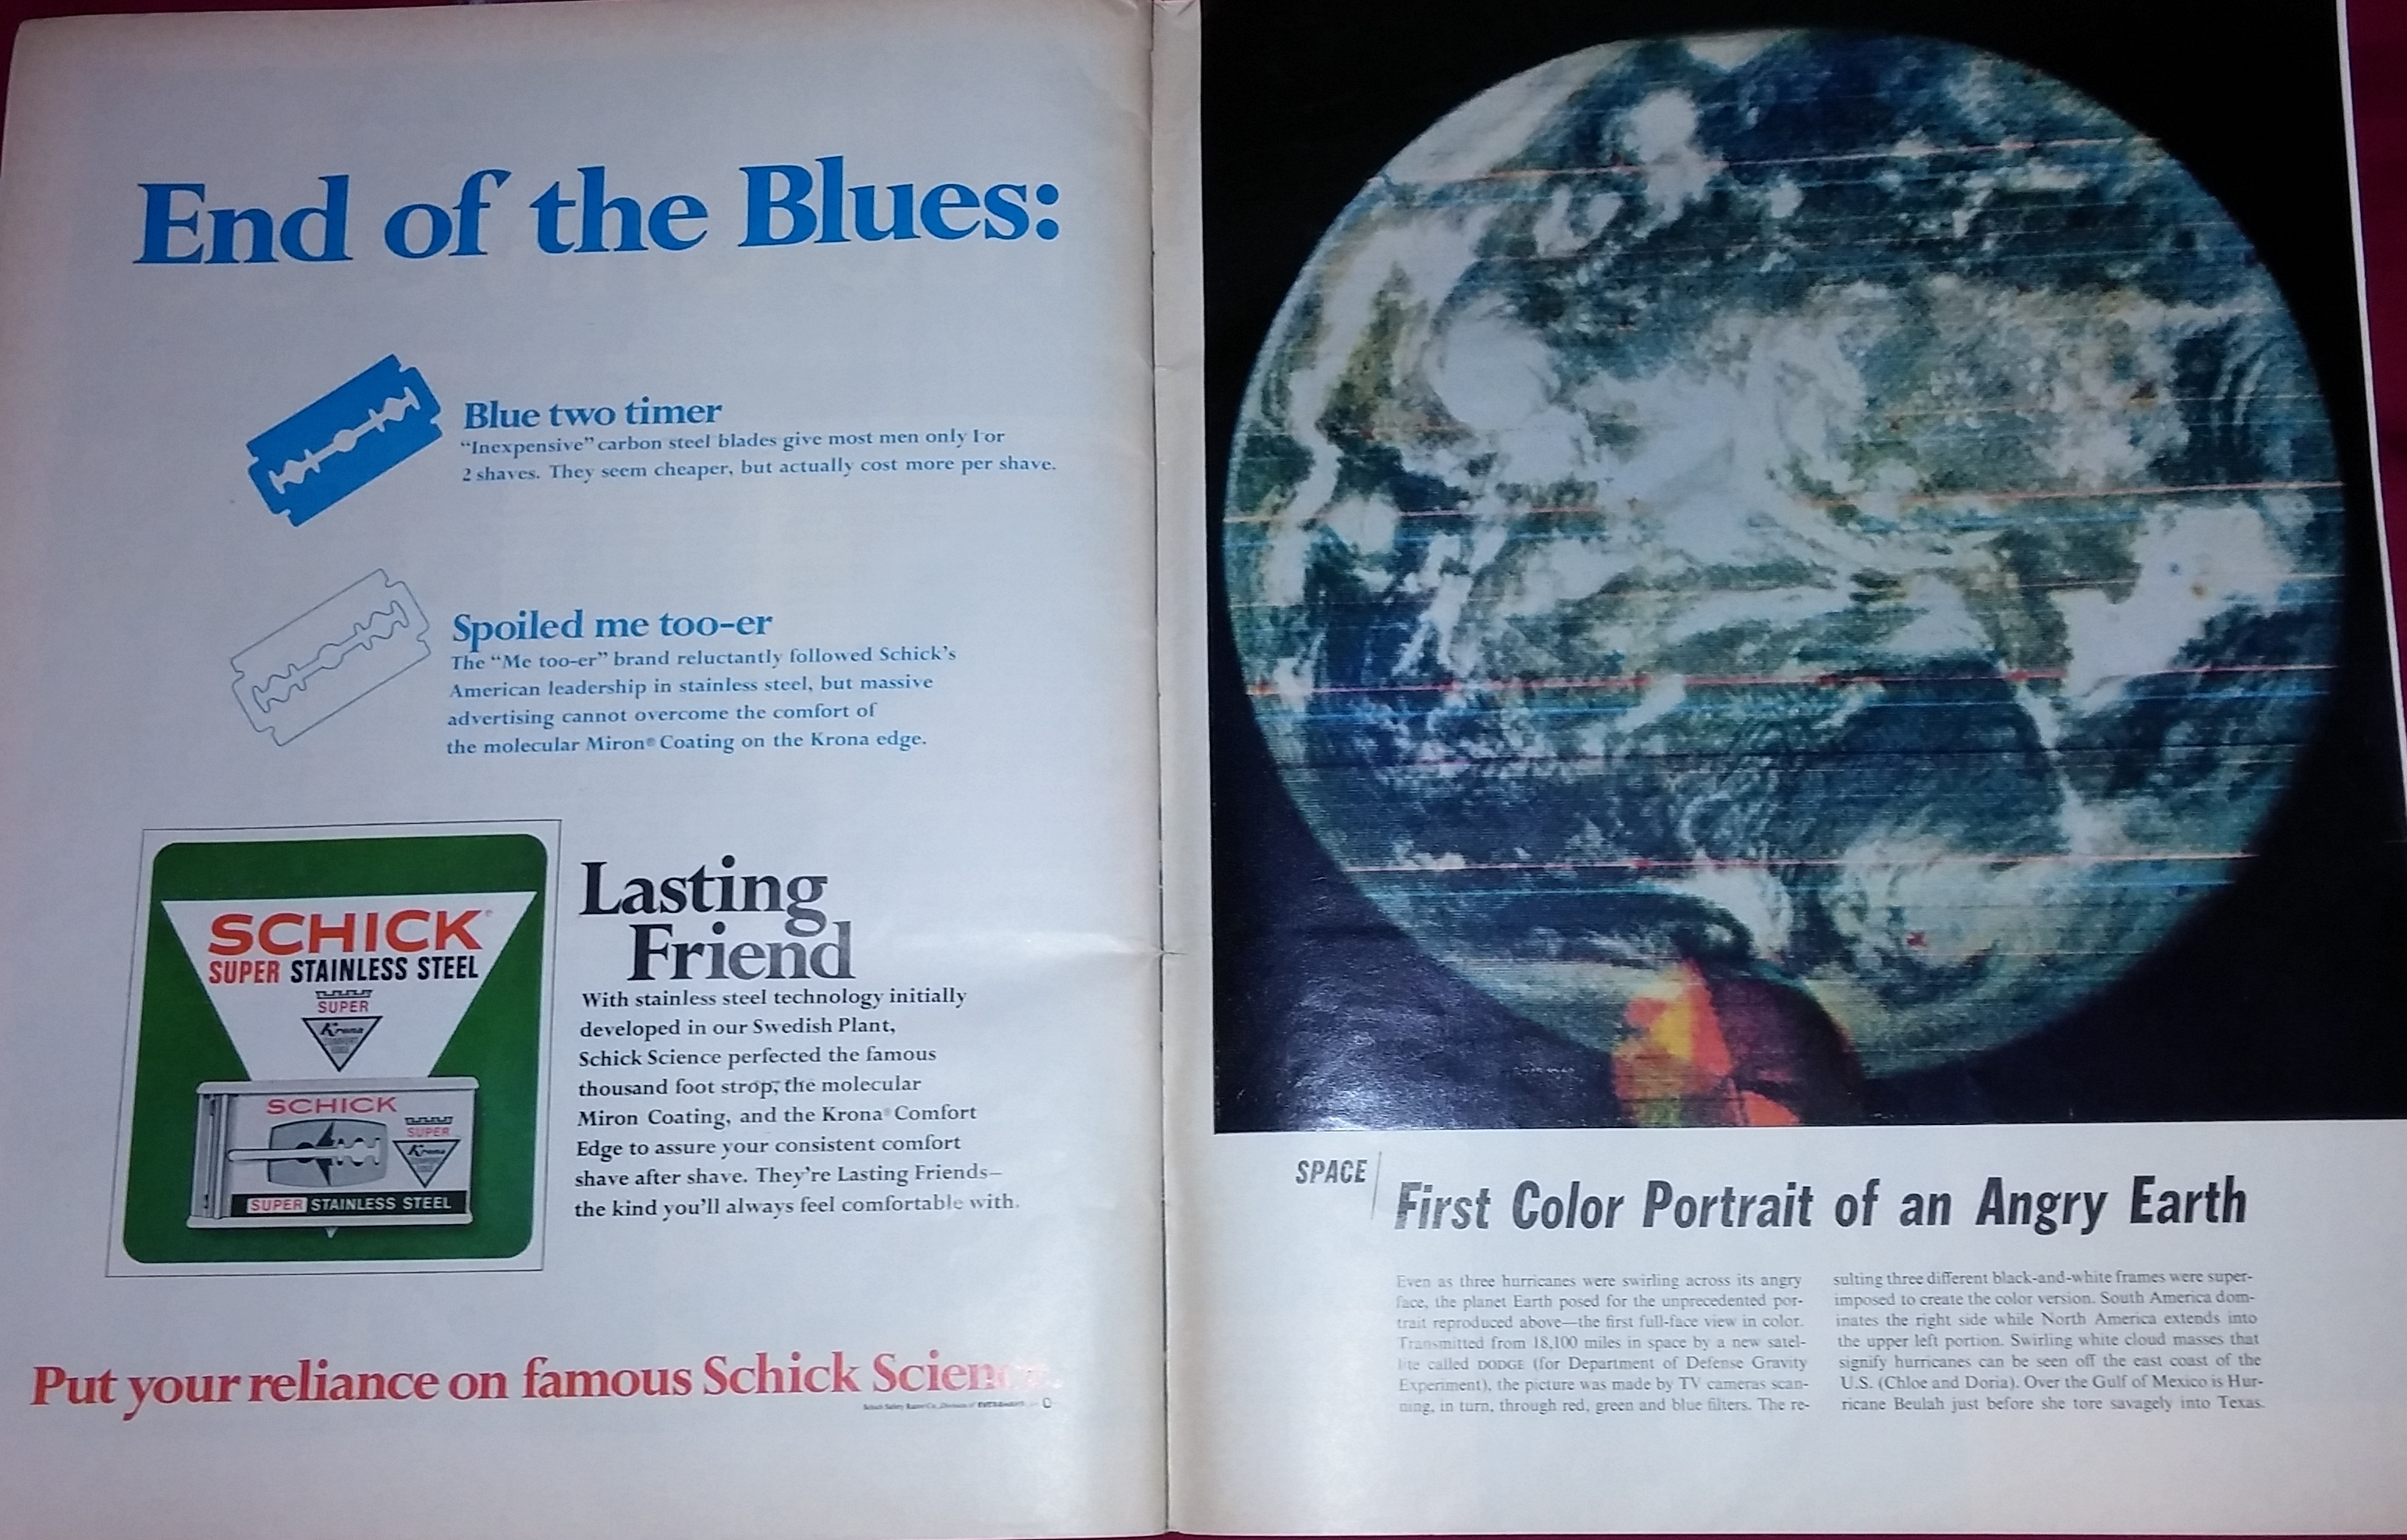 End of the Blues:
Blue two timer
“Inexpensive” carbon steel blades give most men only 1 or
2 shaves. They seem cheaper, but actually cost more per shave.
Spoiled me too-er
The “Me too-er” brand reluctantly followed Schick’s
American leadership in stainless steel, but massive
advertising cannot overcome the comfort of
the molecular Miron® Coating on the Krona edge.
SCHICK®
SUPER STAINLESS STEEL
SUPER
Krona
COMFORT
EDGE
SCHICK
SUPER
Krona
SUPER STAINLESS STEEL
Lasting
Friend
With stainless steel technology initially
developed in our Swedish Plant,
Schick Science perfected the famous
thousand foot strop, the molecular
Miron Coating, and the Krona® Comfort
Edge to assure your consistent comfort
shave after shave. They’re Lasting Friends–
the kind you’ll always feel comfortable with.
Put your reliance on famous Schick Science.
Schick Safety Razor Co., Division of
SPACE
First Color Portrait of an Angry Earth
Even as three hurricanes were swirling across its angry
face, the planet Earth posed for the unprecedented por-
trait reproduced above—the first full-face view in color.
Transmitted from 18,100 miles in space by a new satel-
lite called DODGE (for Department of Defense Gravity
Experiment), the picture was made by TV cameras scan-
ning, in turn, through red, green and blue filters. The re-
sulting three different black-and-white frames were super-
imposed to create the color version. South America dom-
inates the right side while North America extends into
the upper left portion. Swirling white cloud masses that
signify hurricanes can be seen off the east coast of the
U.S. (Chloe and Doria). Over the Gulf of Mexico is Hur-
ricane Beulah just before she tore savagely into Texas.